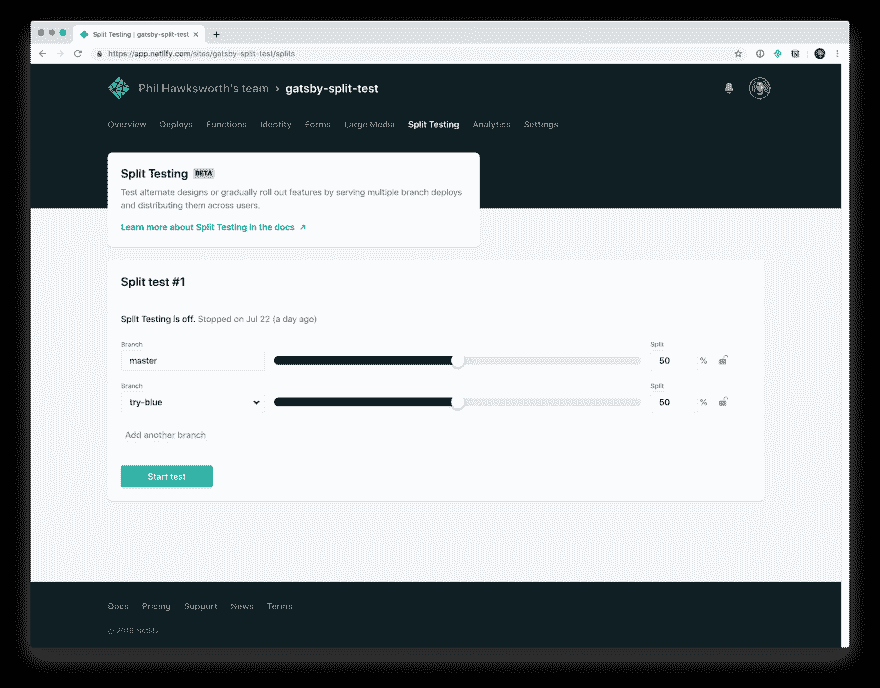 Split Testing | gatsby-split-test
https://app.netlify.com/sites/gatsby-split-test/splits
Phil Hawksworth's team › gatsby-split-test
Overview Deploys Functions Identity Forms Large Media Split Testing Analytics Settings
Split Testing BETA
Test alternate designs or gradually roll out features by serving multiple branch deploys
and distributing them across users.
Learn more about Split Testing in the docs
Split test #1
Split Testing is off. Stopped on Jul 22 (a day ago)
Branch Split
master 50 %
Branch Split
try-blue 50 %
Add another branch
Start test
Docs Pricing Support News Terms
© 2019 Netlify